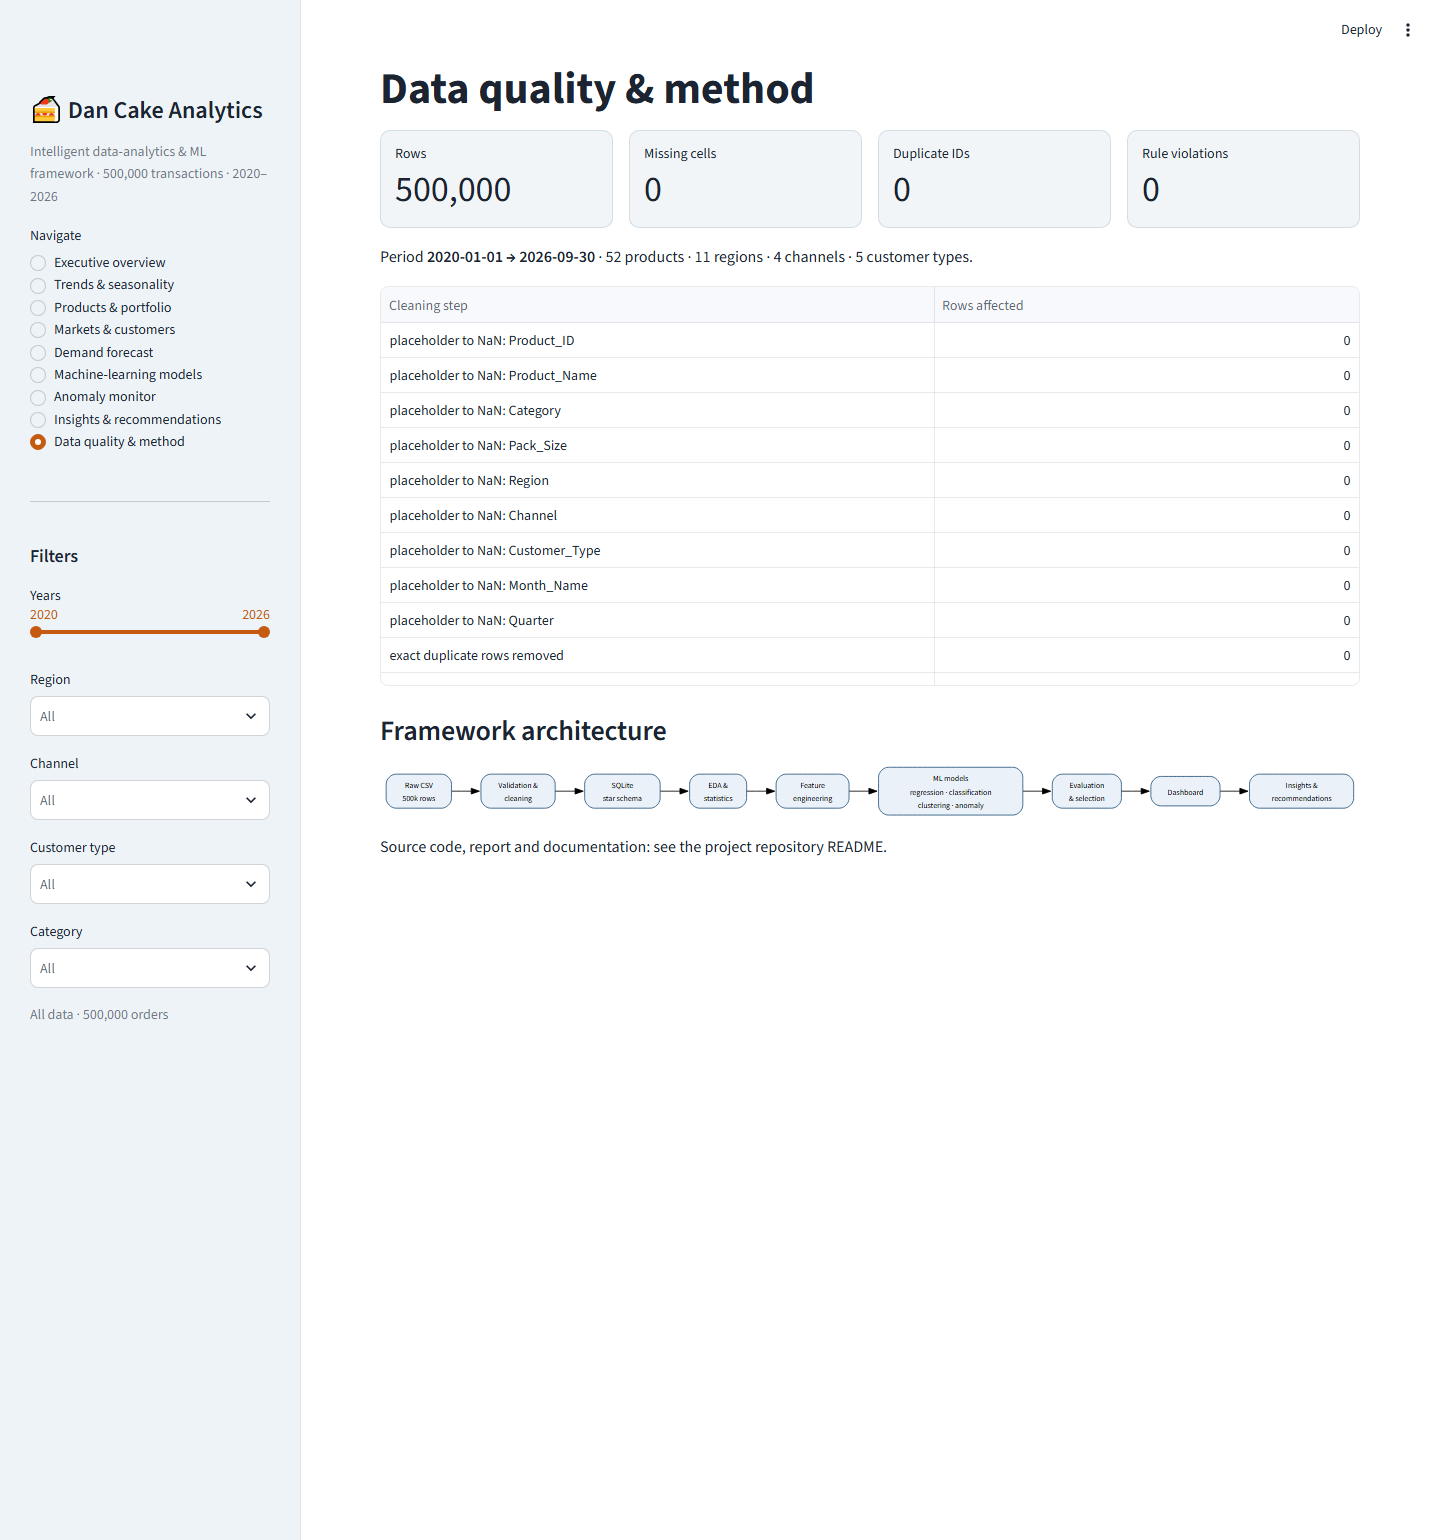 Deploy
Dan Cake Analytics
Intelligent data-analytics & ML
framework · 500,000 transactions · 2020–
2026
Navigate
Executive overview
Trends & seasonality
Products & portfolio
Markets & customers
Demand forecast
Machine-learning models
Anomaly monitor
Insights & recommendations
Data quality & method
Filters
Years
2020 2026
Region
All
Channel
All
Customer type
All
Category
All
All data · 500,000 orders
Data quality & method
Rows
500,000
Missing cells
0
Duplicate IDs
0
Rule violations
0
Period 2020-01-01 → 2026-09-30 · 52 products · 11 regions · 4 channels · 5 customer types.
Cleaning step Rows affected
placeholder to NaN: Product_ID 0
placeholder to NaN: Product_Name 0
placeholder to NaN: Category 0
placeholder to NaN: Pack_Size 0
placeholder to NaN: Region 0
placeholder to NaN: Channel 0
placeholder to NaN: Customer_Type 0
placeholder to NaN: Month_Name 0
placeholder to NaN: Quarter 0
exact duplicate rows removed 0
Framework architecture
Raw CSV
500k rows
Validation &
cleaning
SQLite
star schema
EDA &
statistics
Feature
engineering
ML models
regression · classification
clustering · anomaly
Evaluation
& selection
Dashboard
Insights &
recommendations
Source code, report and documentation: see the project repository README.